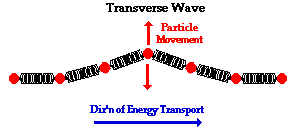 Transverse Wave
Particle
Movement
Dir'n of Energy Transport